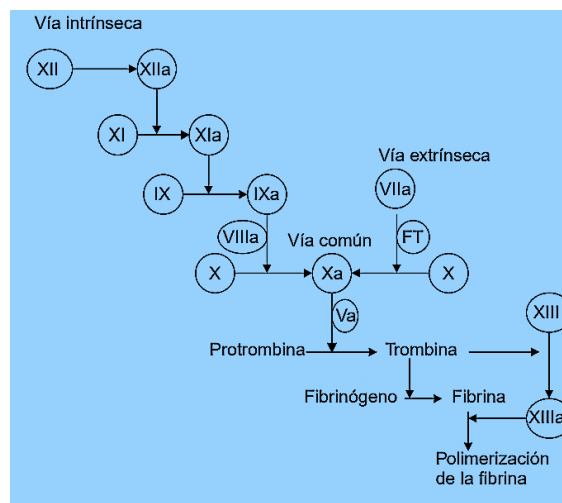 Vía intrínseca
XII
XIIa
XI
XIa
Vía extrínseca
IX
IXa
VIIa
VIIIa
Vía común
FT
X
Xa
X
Va
XIII
Protrombina
Trombina
Fibrinógeno
Fibrina
XIIIa
Polimerización
de la fibrina